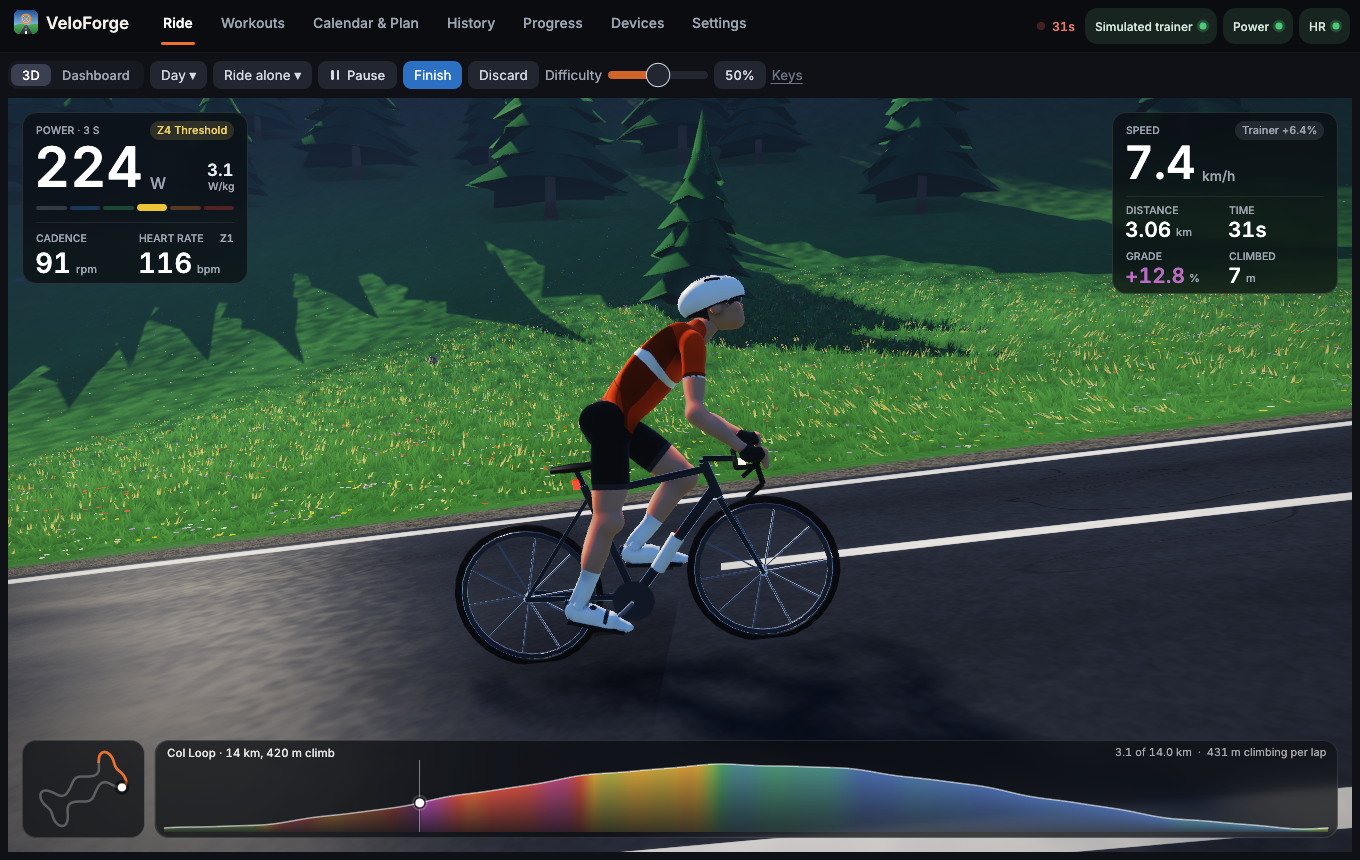 VeloForge
Ride Workouts Calendar & Plan History Progress Devices Settings
31s Simulated trainer Power HR
3D Dashboard Day ▾ Ride alone ▾ Pause Finish Discard Difficulty 50% Keys
POWER · 3 S Z4 Threshold
224 W 3.1 W/kg
CADENCE HEART RATE Z1
91 rpm 116 bpm
SPEED Trainer +6.4%
7.4 km/h
DISTANCE TIME
3.06 km 31s
GRADE CLIMBED
+12.8 % 7 m
Col Loop · 14 km, 420 m climb
3.1 of 14.0 km · 431 m climbing per lap